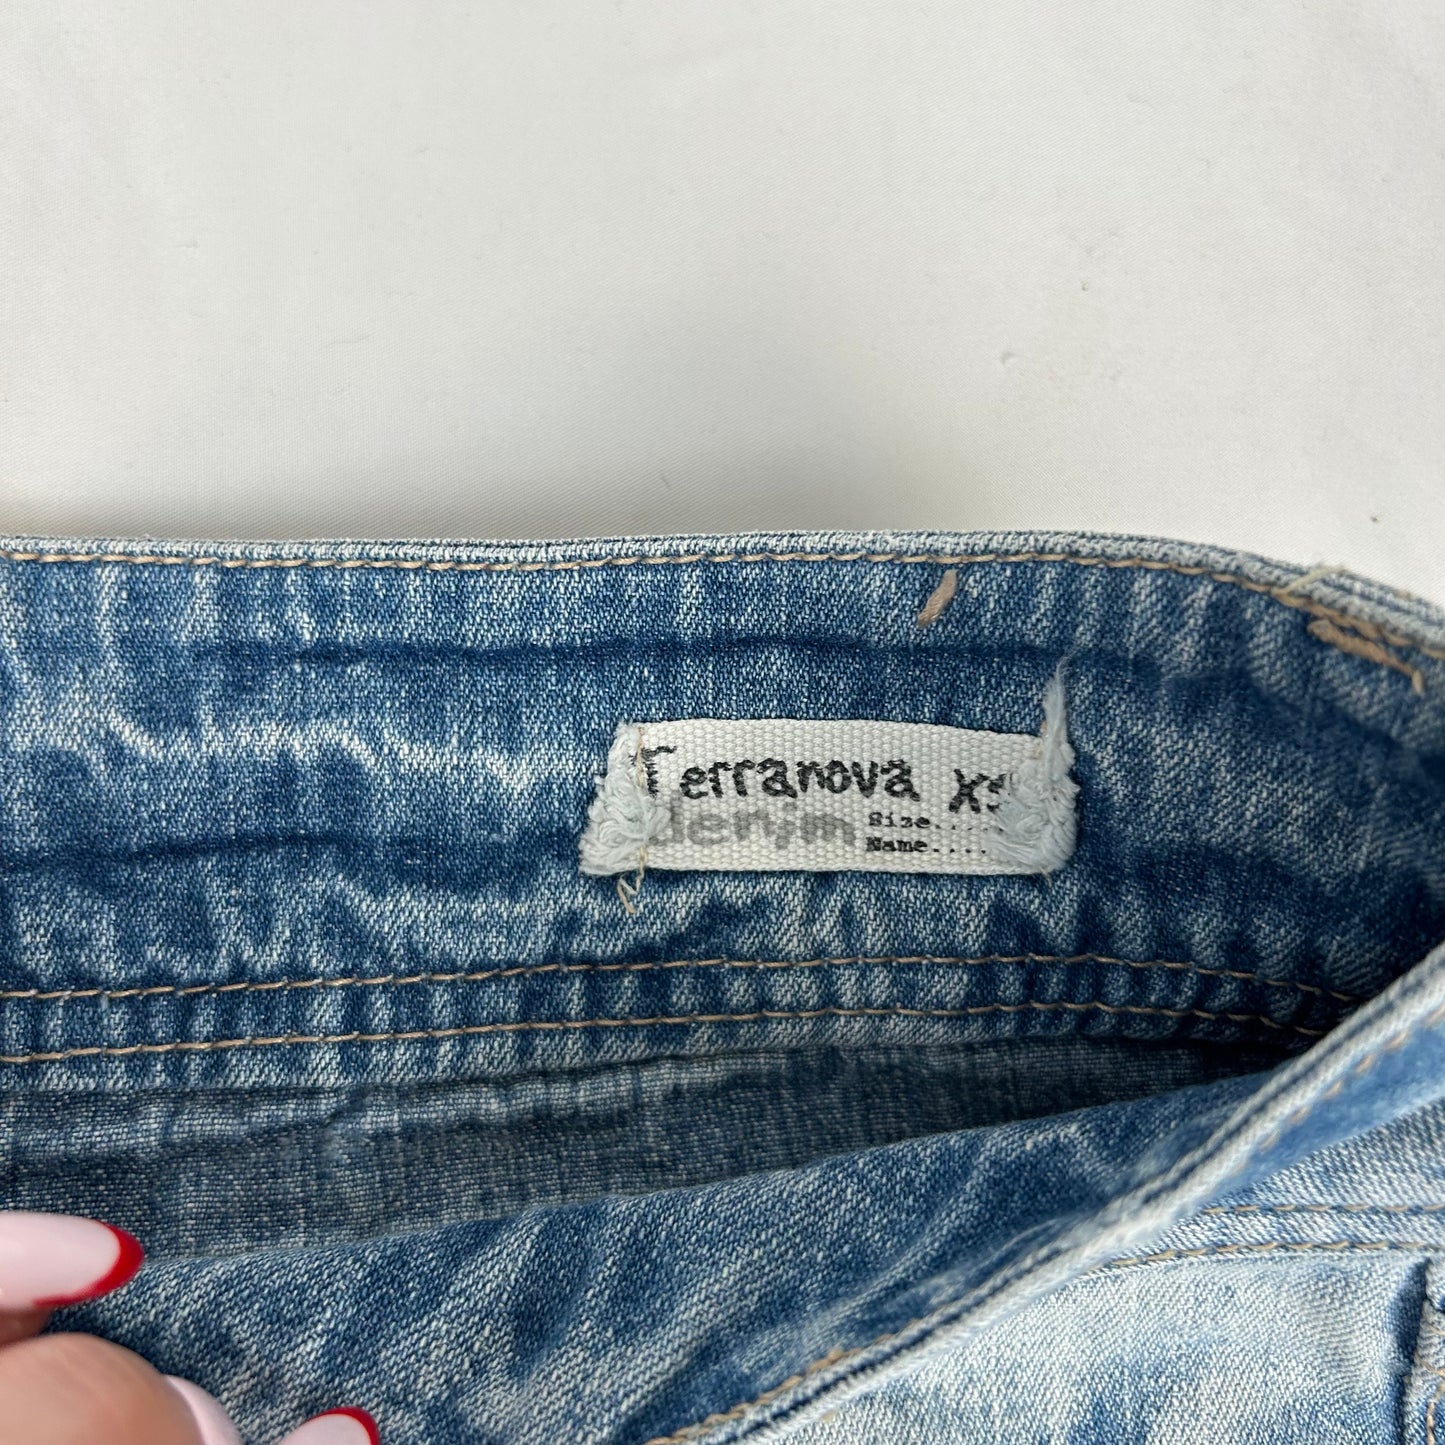 Terranova XS
denim Size.....
Name....